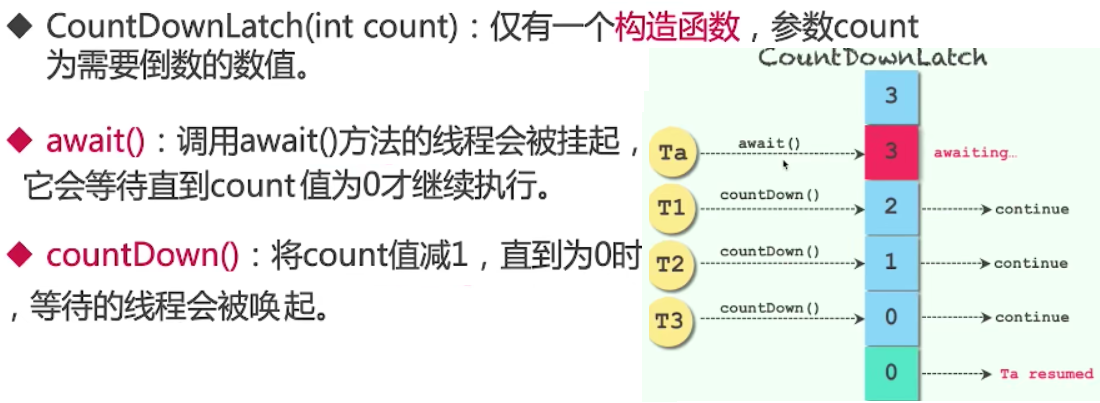 ◆ CountDownLatch(int count)：仅有一个构造函数，参数count
为需要倒数的数值。
◆ await()：调用await()方法的线程会被挂起，
它会等待直到count值为0才继续执行。
◆ countDown()：将count值减1，直到为0时
，等待的线程会被唤起。
CountDownLatch
3
Ta await() 3 awaiting…
T1 countDown() 2 continue
T2 countDown() 1 continue
T3 countDown() 0 continue
0 Ta resumed